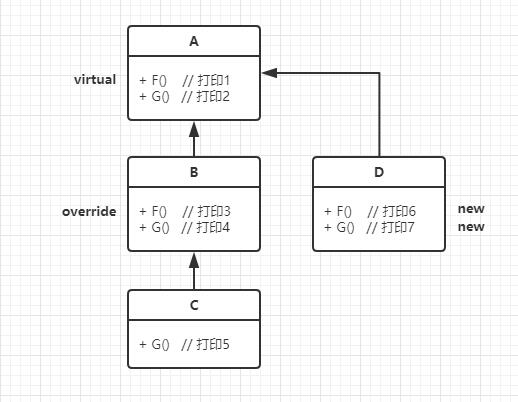 A
virtual
+ F() // 打印1
+ G() // 打印2
B
D
override
+ F() // 打印3
+ G() // 打印4
+ F() // 打印6
+ G() // 打印7
new
new
C
+ G() // 打印5